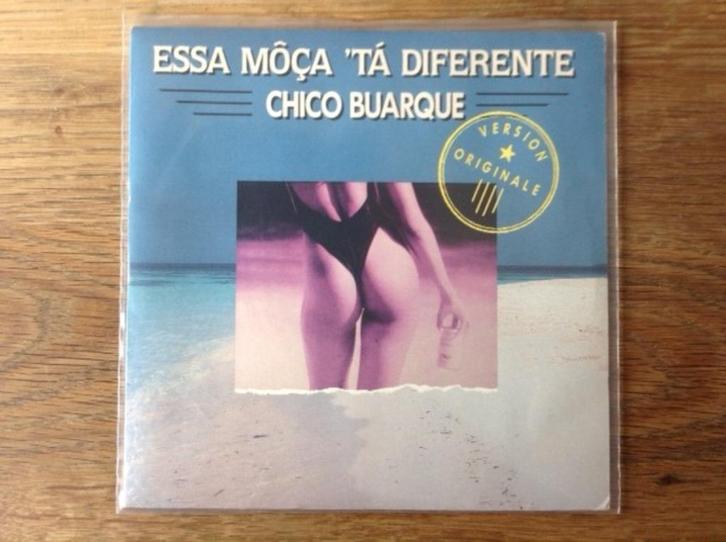 ESSA MÔÇA 'TÁ DIFERENTE
CHICO BUARQUE
VERSION
ORIGINALE